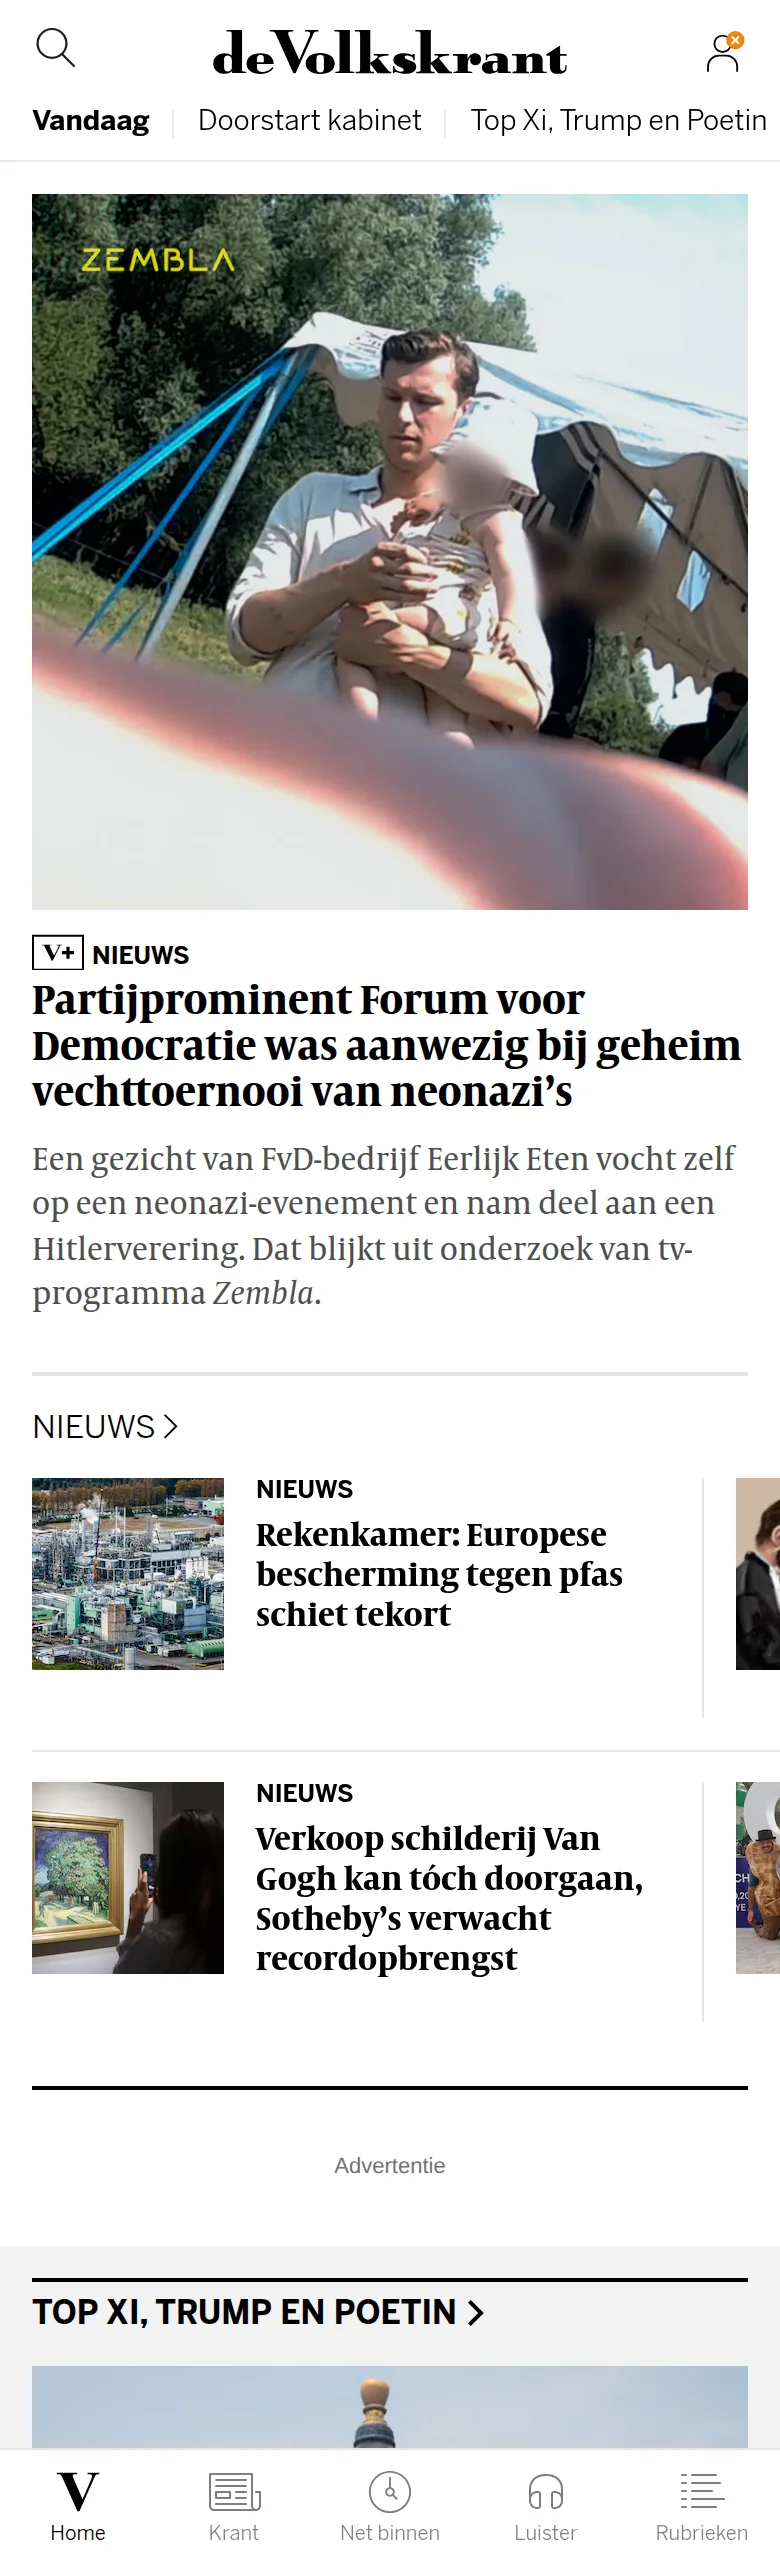 deVolkskrant
Vandaag
Doorstart kabinet
Top Xi, Trump en Poetin
ZEMBLA
V+ NIEUWS
Partijprominent Forum voor
Democratie was aanwezig bij geheim
vechttoernooi van neonazi’s
Een gezicht van FvD-bedrijf Eerlijk Eten vocht zelf
op een neonazi-evenement en nam deel aan een
Hitlerverering. Dat blijkt uit onderzoek van tv-
programma Zembla.
NIEUWS
NIEUWS
Rekenkamer: Europese
bescherming tegen pfas
schiet tekort
NIEUWS
Verkoop schilderij Van
Gogh kan tóch doorgaan,
Sotheby’s verwacht
recordopbrengst
Advertentie
TOP XI, TRUMP EN POETIN
V
Home
Krant
Net binnen
Luister
Rubrieken